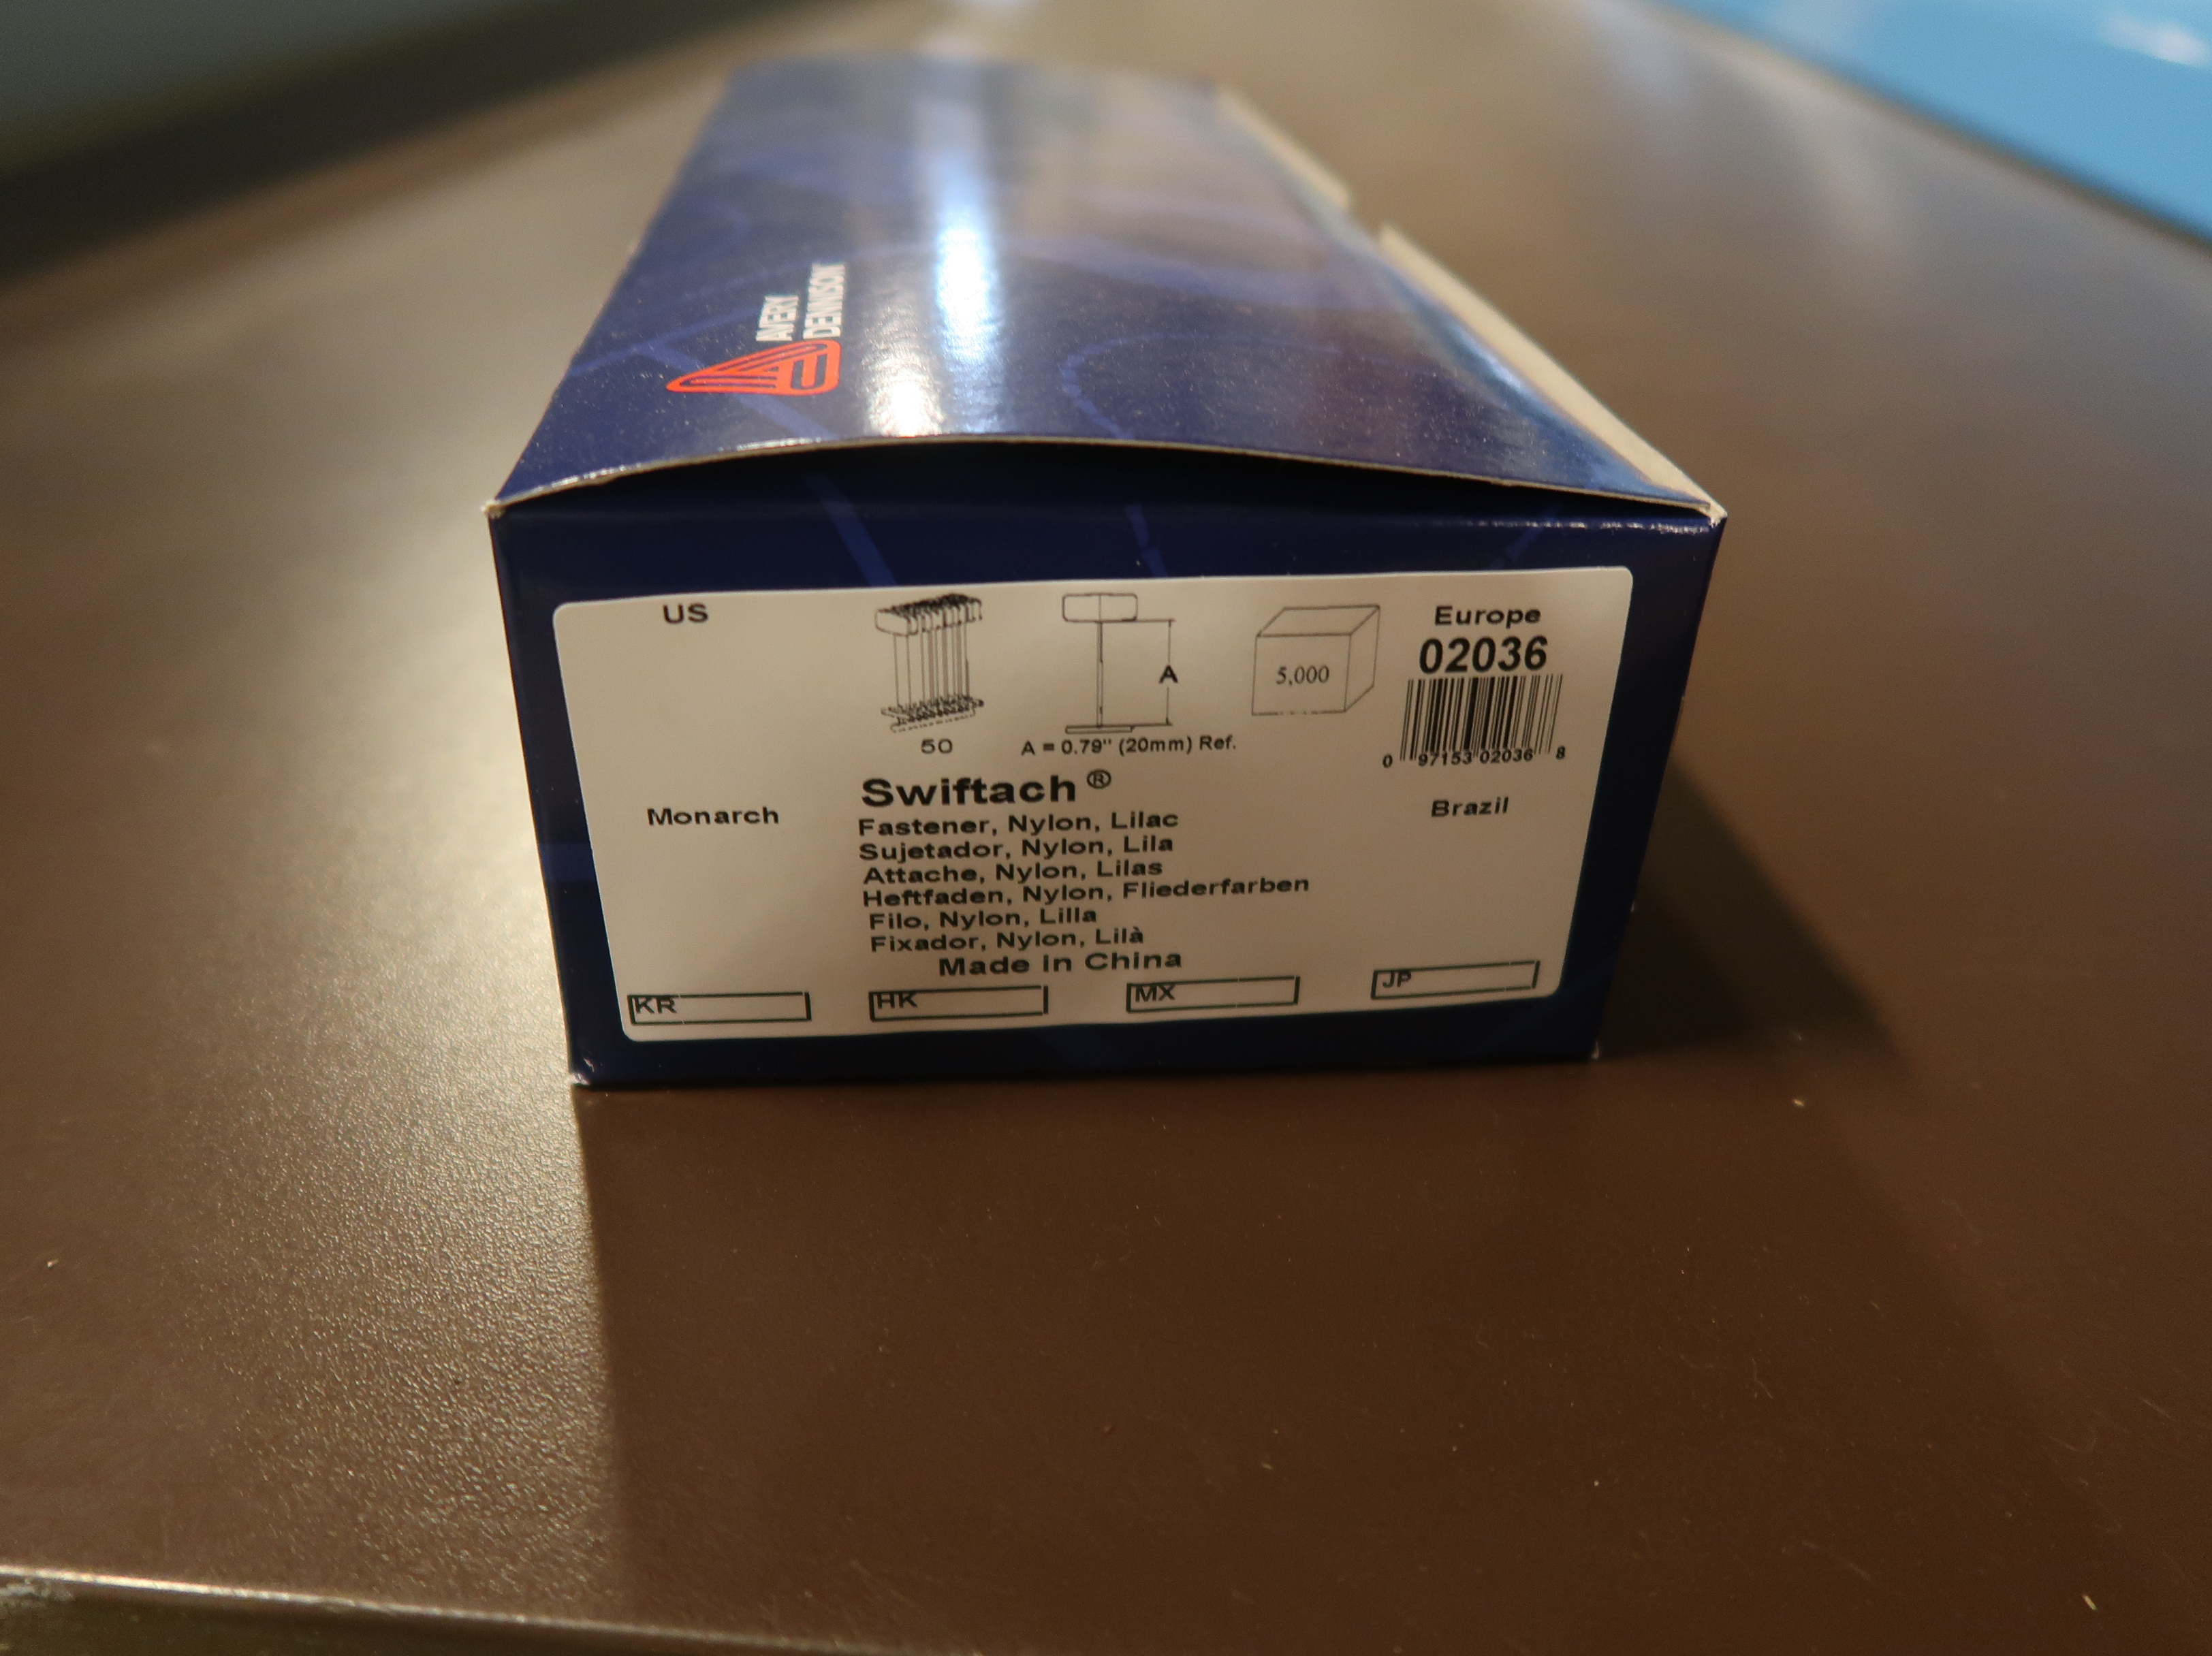 AVERY
DENNISON
US
Europe
02036
A
5,000
50
A = 0.79" (20mm) Ref.
0 97153 02036 8
Swiftach ®
Monarch
Brazil
Fastener, Nylon, Lilac
Sujetador, Nylon, Lila
Attache, Nylon, Lilas
Heftfaden, Nylon, Fliederfarben
Filo, Nylon, Lilla
Fixador, Nylon, Lilà
Made in China
KR
HK
MX
JP